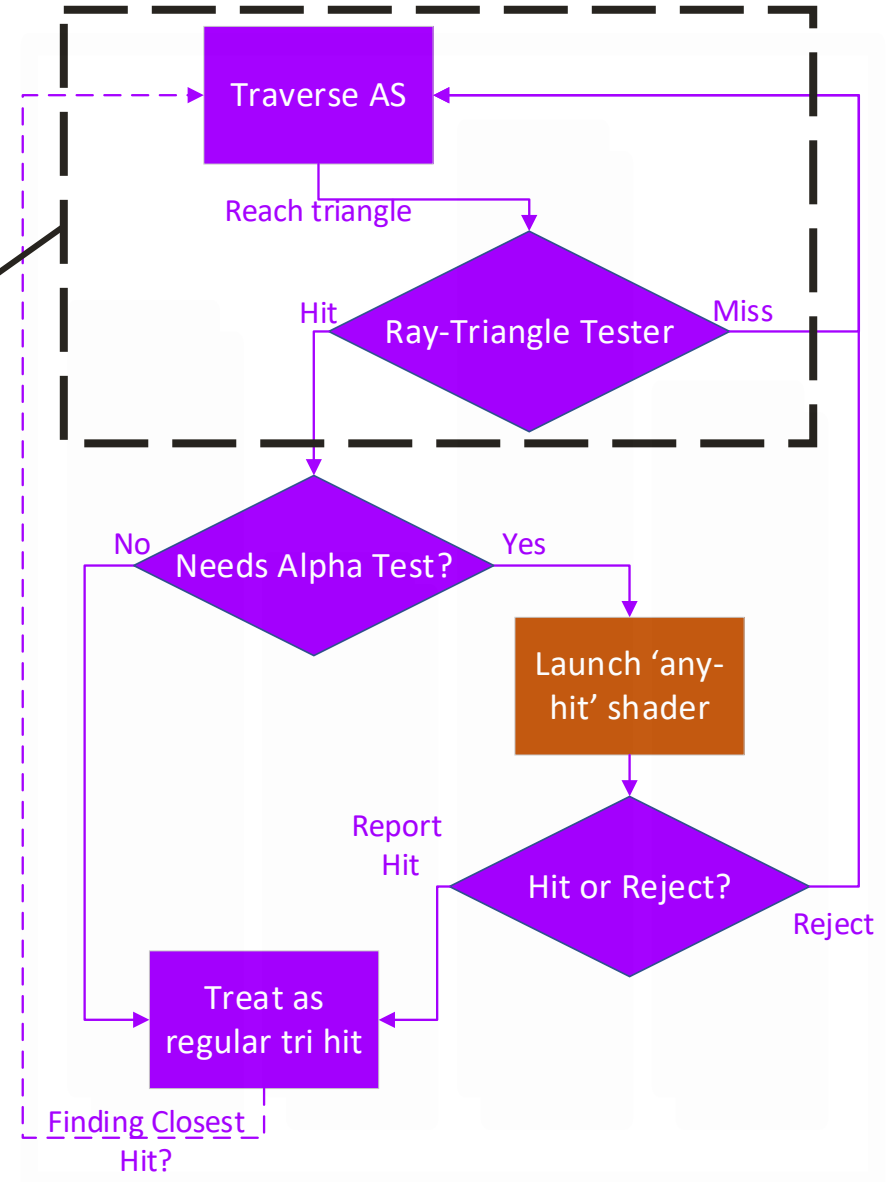 Traverse AS
Reach triangle
Hit
Ray-Triangle Tester
Miss
No
Needs Alpha Test?
Yes
Launch ‘any-
hit’ shader
Report
Hit
Hit or Reject?
Reject
Treat as
regular tri hit
Finding Closest
Hit?